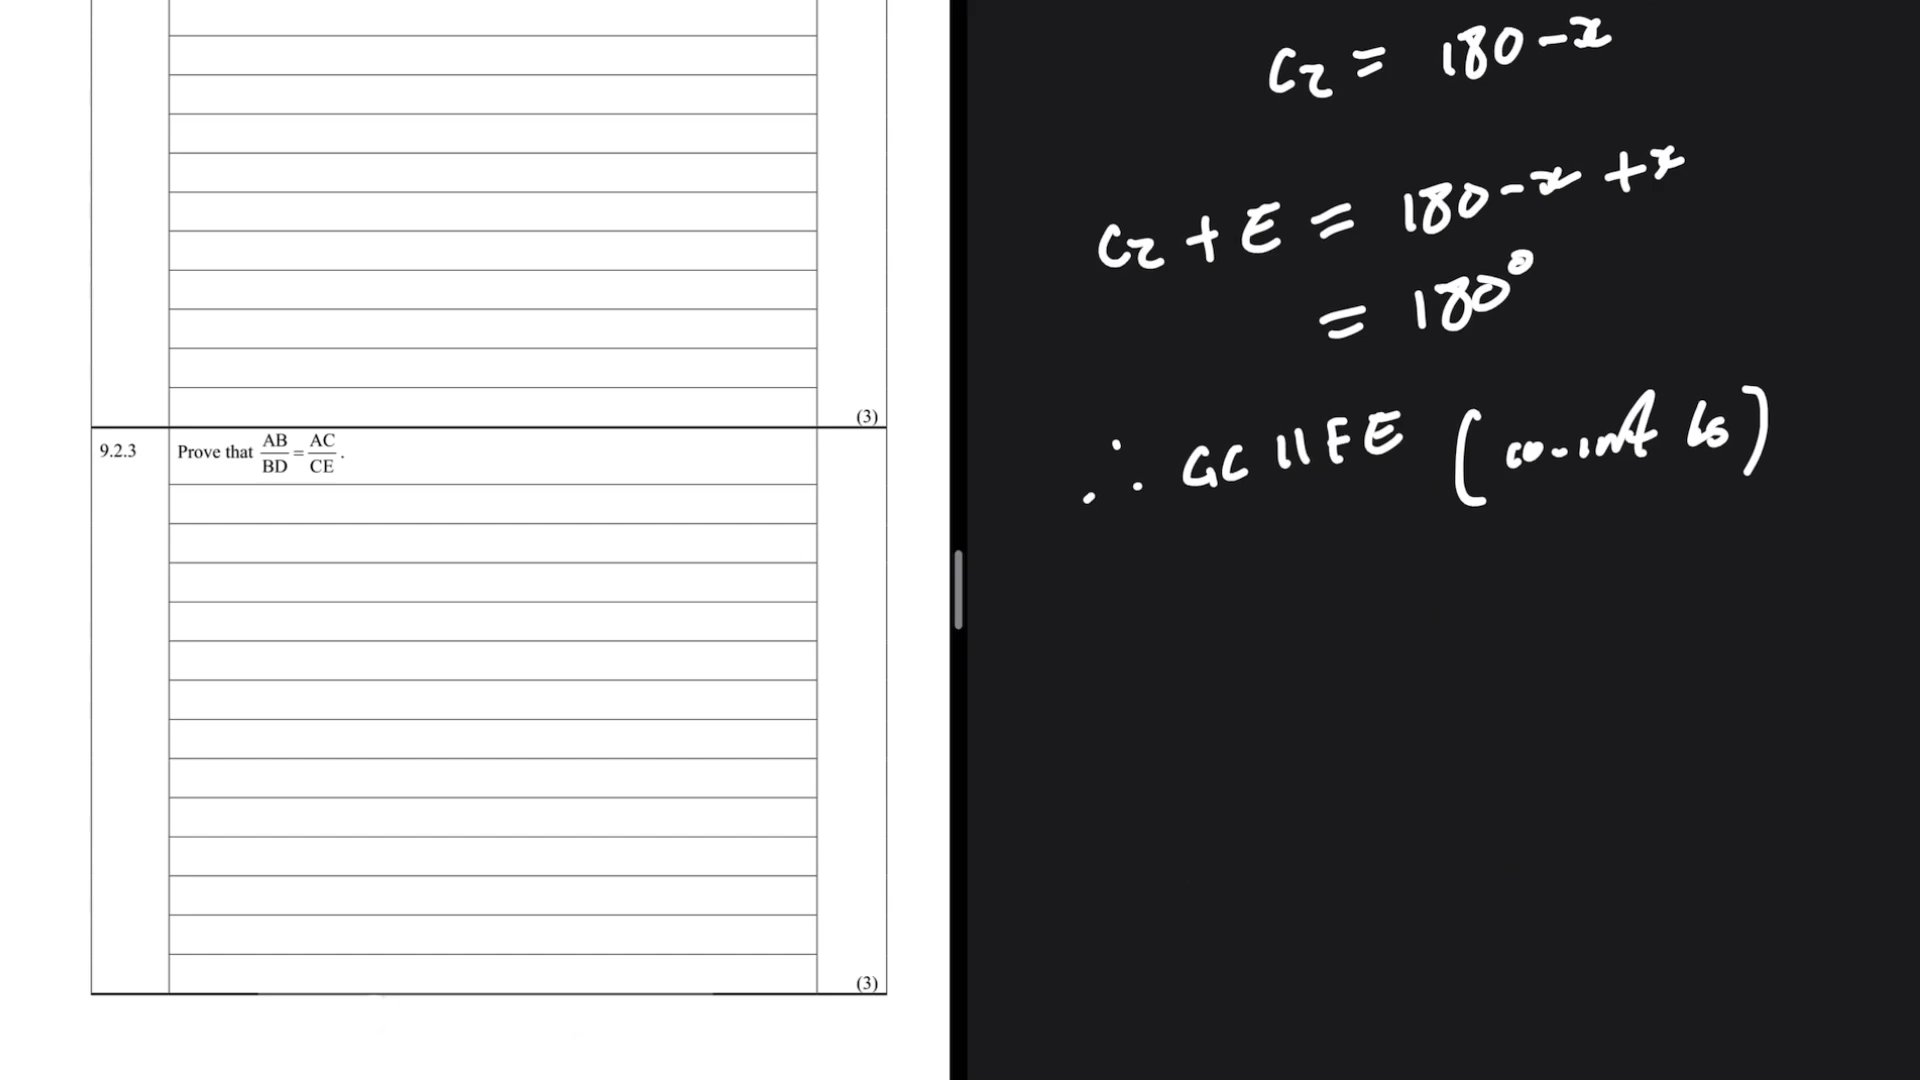 (3)
9.2.3 Prove that AB/BD = AC/CE .
(3)
C2 = 180 - x
C2 + E = 180 - x + x
= 180°
∴ GC || FE (co-int ∠s)